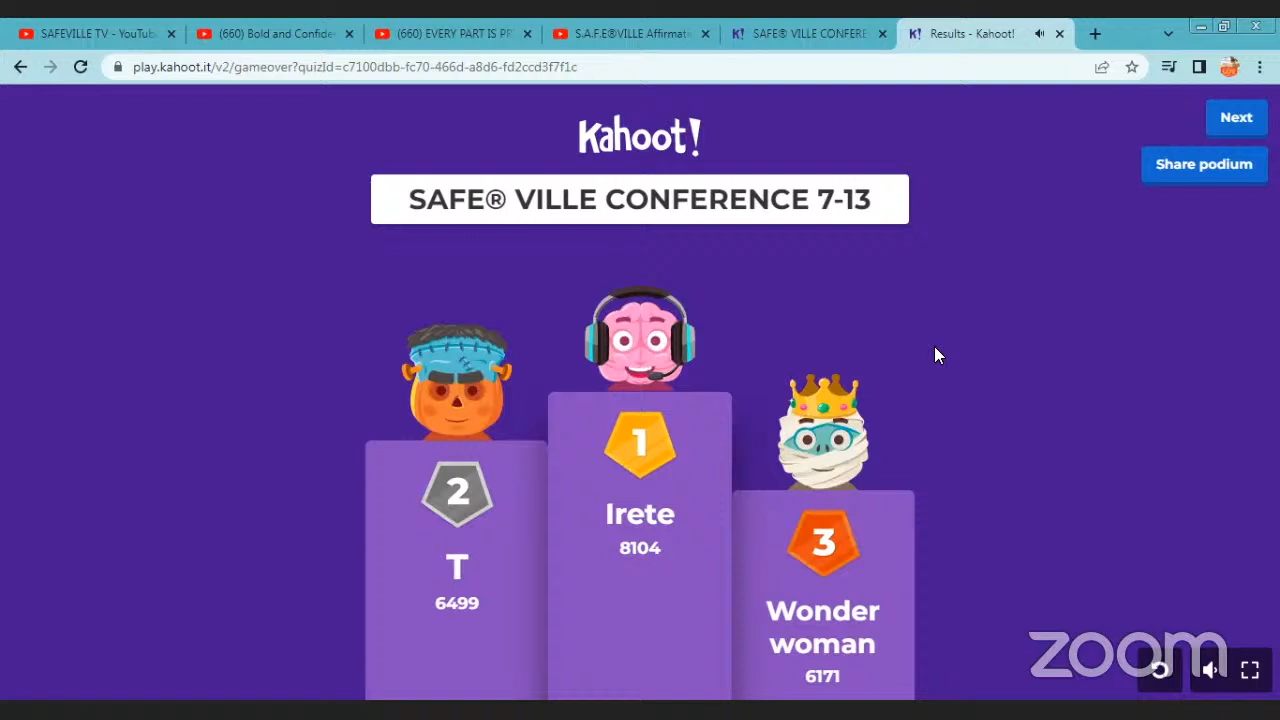 SAFEVILLE TV - YouTub
(660) Bold and Confide
(660) EVERY PART IS PR
S.A.F.E®VILLE Affirmati
K! SAFE® VILLE CONFERE
K! Results - Kahoot!
play.kahoot.it/v2/gameover?quizId=c7100dbb-fc70-466d-a8d6-fd2ccd3f7f1c
Next
Kahoot!
Share podium
SAFE® VILLE CONFERENCE 7-13
1
Irete
8104
2
T
6499
3
Wonder
woman
6171
zoom